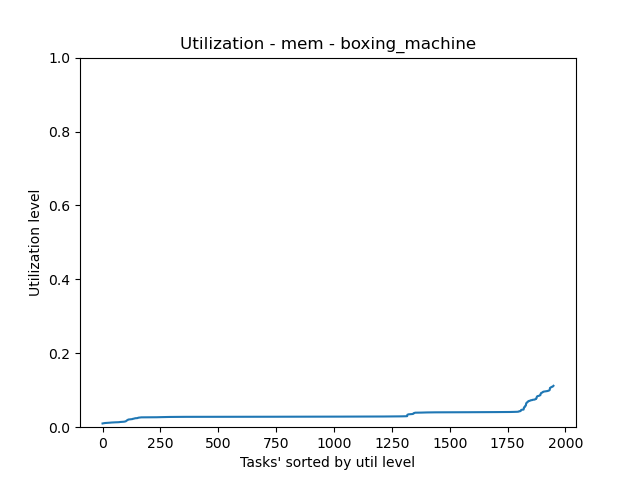 Utilization - mem - boxing_machine
1.0
0.8
0.6
0.4
0.2
0.0
Utilization level
0 250 500 750 1000 1250 1500 1750 2000
Tasks' sorted by util level